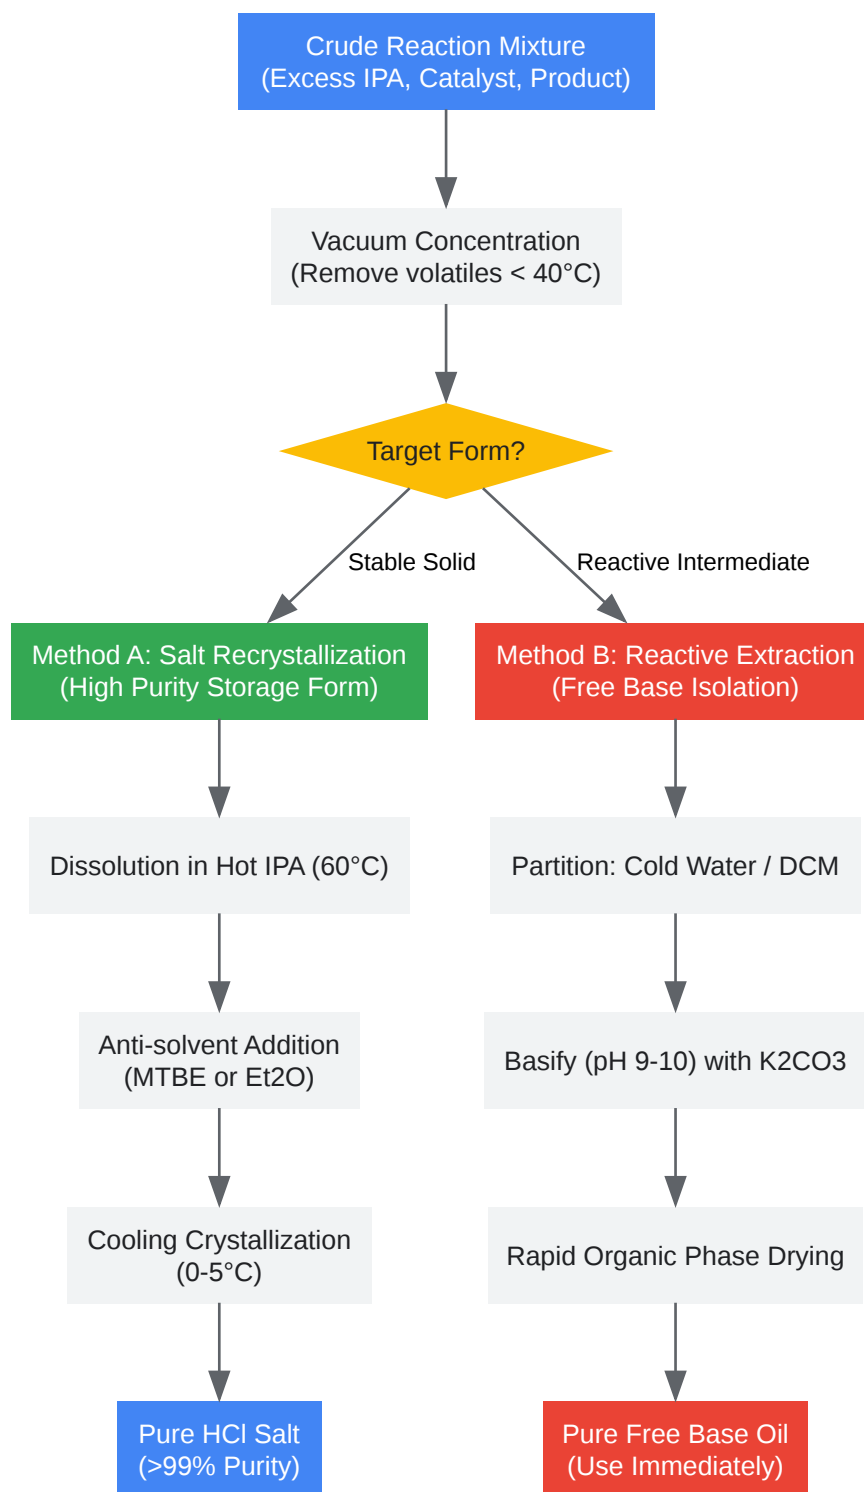 Crude Reaction Mixture
(Excess IPA, Catalyst, Product)
Vacuum Concentration
(Remove volatiles < 40°C)
Target Form?
Stable Solid
Reactive Intermediate
Method A: Salt Recrystallization
(High Purity Storage Form)
Method B: Reactive Extraction
(Free Base Isolation)
Dissolution in Hot IPA (60°C)
Partition: Cold Water / DCM
Anti-solvent Addition
(MTBE or Et2O)
Basify (pH 9-10) with K2CO3
Cooling Crystallization
(0-5°C)
Rapid Organic Phase Drying
Pure HCl Salt
(>99% Purity)
Pure Free Base Oil
(Use Immediately)